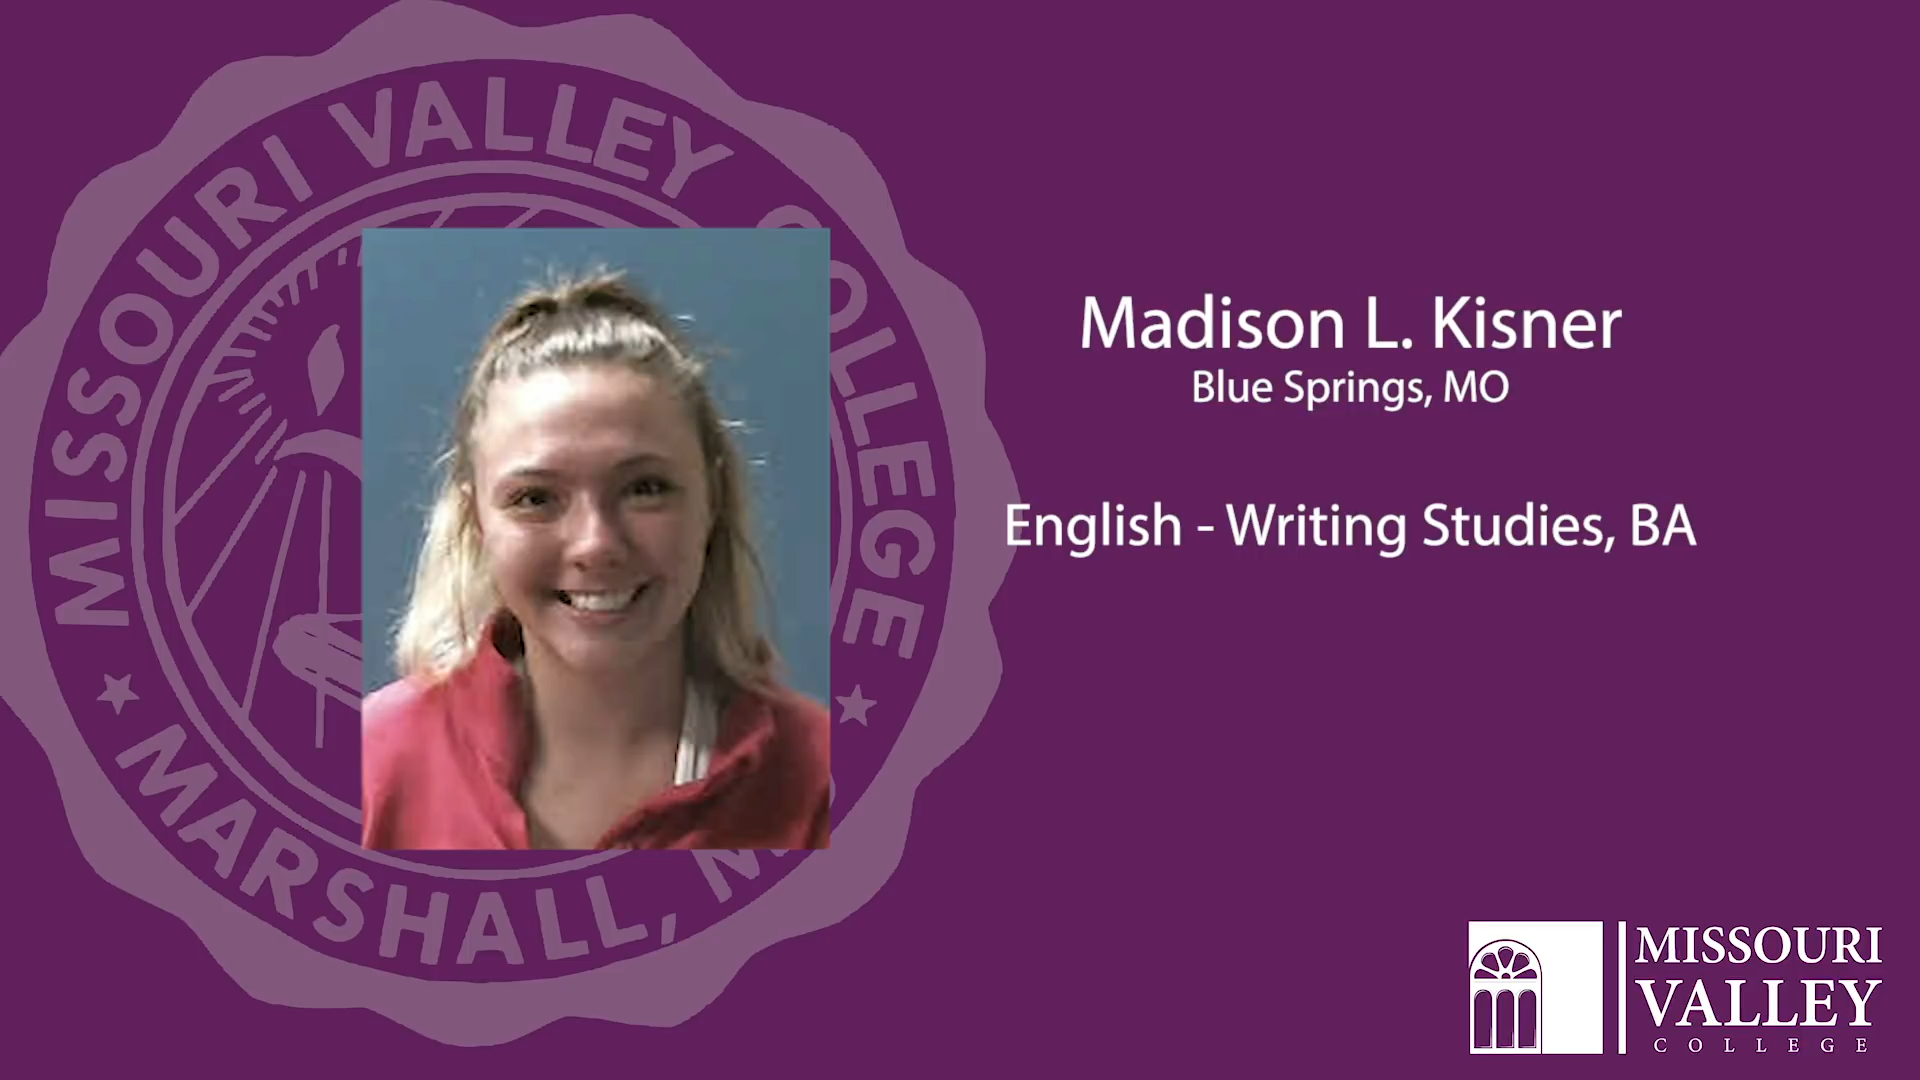 MISSOURI VALLEY COLLEGE
MARSHALL,
Madison L. Kisner
Blue Springs, MO
English - Writing Studies, BA
MISSOURI
VALLEY
COLLEGE